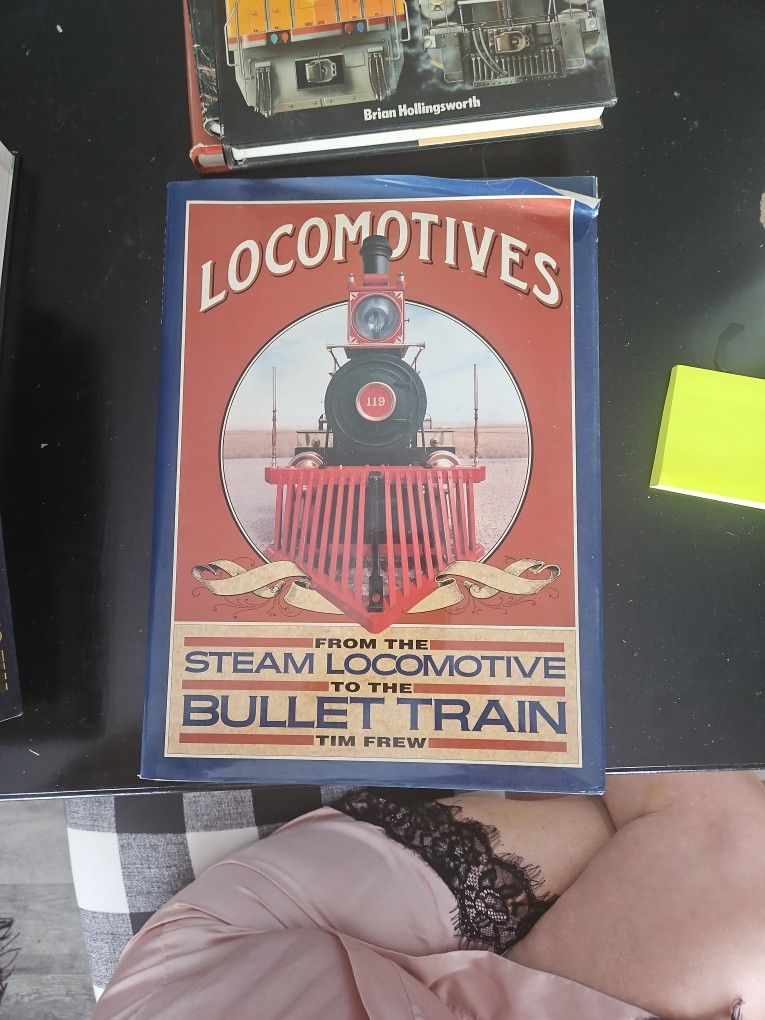 Brian Hollingsworth
LOCOMOTIVES
119
FROM THE
STEAM LOCOMOTIVE
TO THE
BULLET TRAIN
TIM FREW